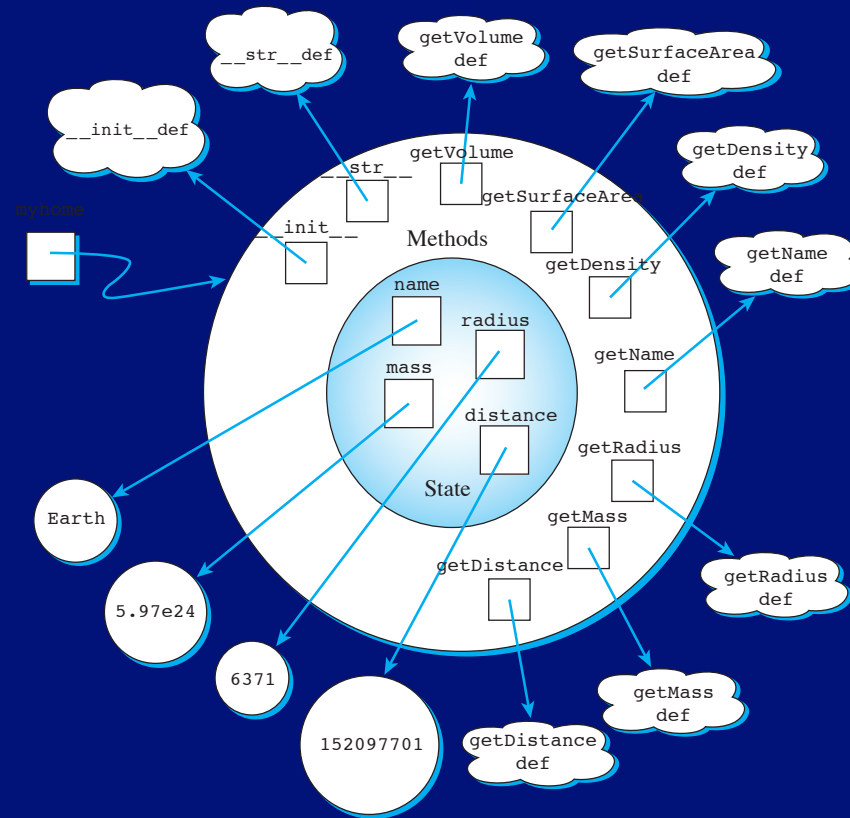 getVolume
def
__str__def
getSurfaceArea
def
__init__def
getDensity
def
getVolume
__str__
getSurfaceArea
myhome
__init__
Methods
getName
def
getDensity
name
radius
getName
mass
distance
getRadius
State
Earth
getMass
getDistance
getRadius
def
5.97e24
6371
getMass
def
152097701
getDistance
def